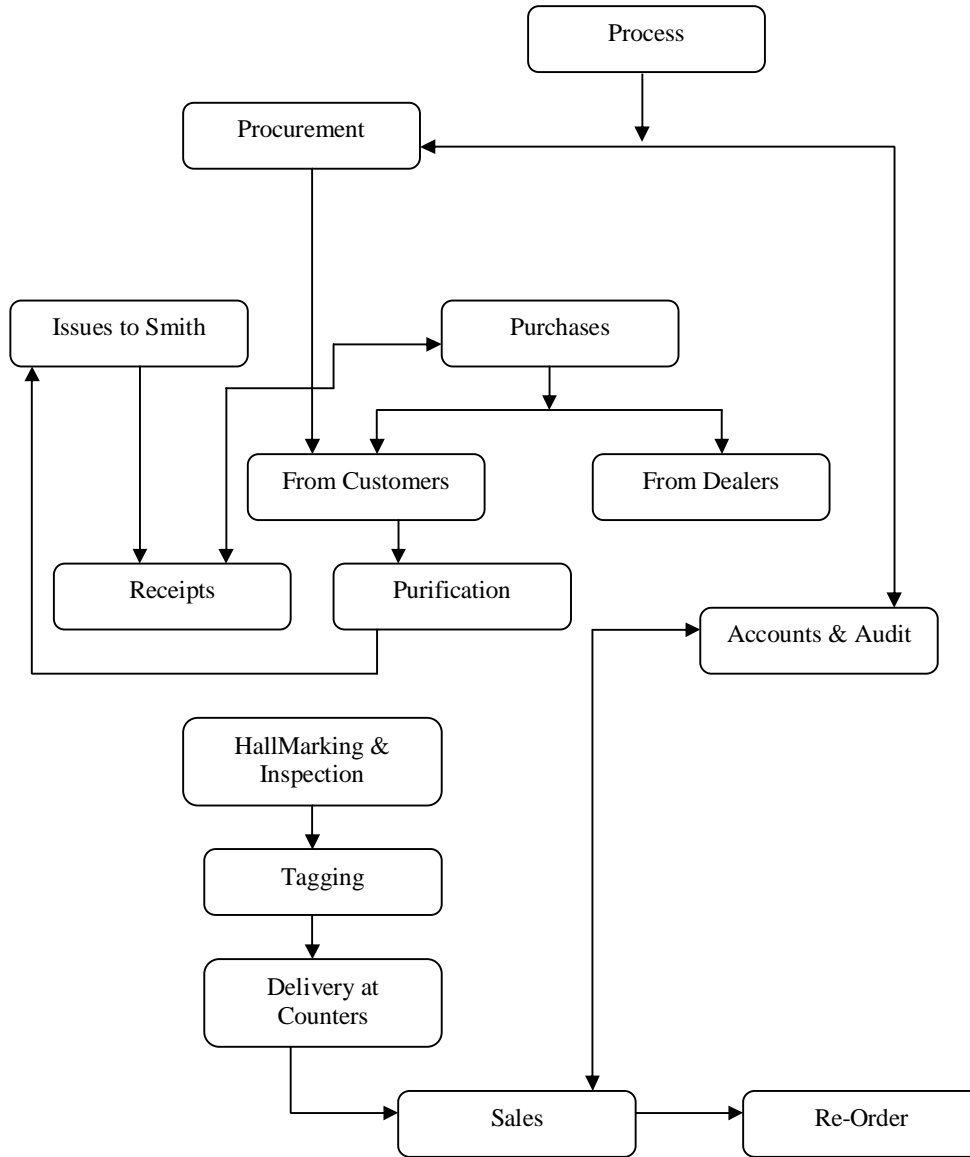 Process
Procurement
Issues to Smith
Purchases
From Customers
From Dealers
Receipts
Purification
Accounts & Audit
HallMarking &
Inspection
Tagging
Delivery at
Counters
Sales
Re-Order